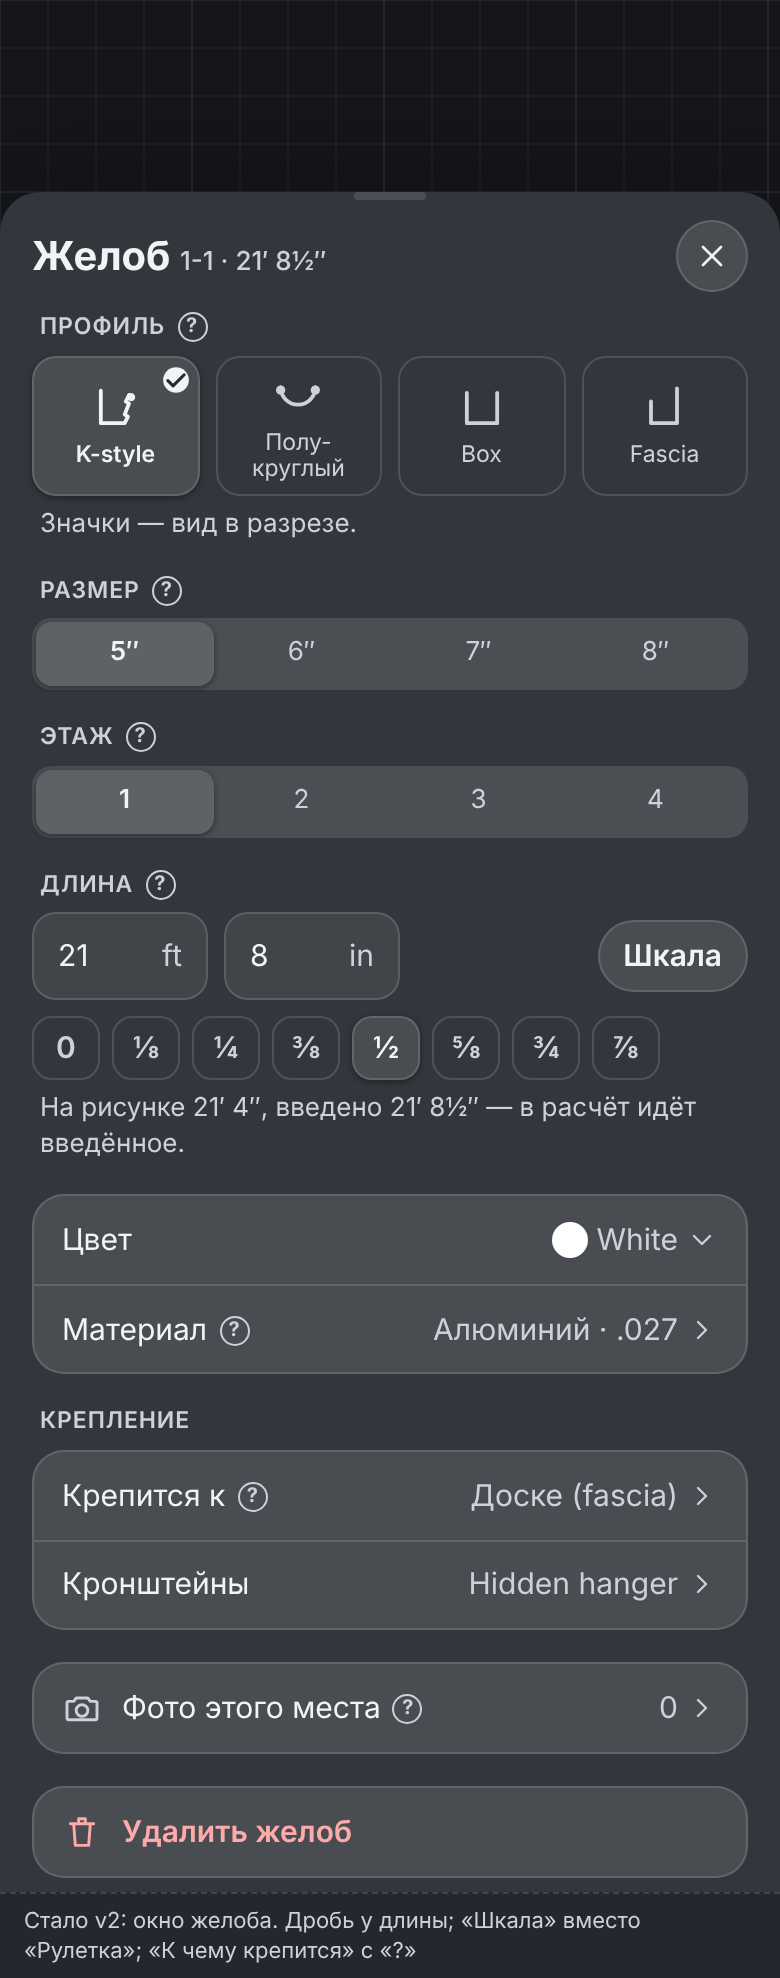 Желоб 1-1 · 21′ 8½″
ПРОФИЛЬ ?
K-style
Полу-
круглый
Box
Fascia
Значки — вид в разрезе.
РАЗМЕР ?
5″ 6″ 7″ 8″
ЭТАЖ ?
1 2 3 4
ДЛИНА ?
21 ft 8 in Шкала
0 ⅛ ¼ ⅜ ½ ⅝ ¾ ⅞
На рисунке 21′ 4″, введено 21′ 8½″ — в расчёт идёт
введённое.
Цвет White
Материал ? Алюминий · .027
КРЕПЛЕНИЕ
Крепится к ? Доске (fascia)
Кронштейны Hidden hanger
Фото этого места ? 0
Удалить желоб
Стало v2: окно желоба. Дробь у длины; «Шкала» вместо
«Рулетка»; «К чему крепится» с «?»